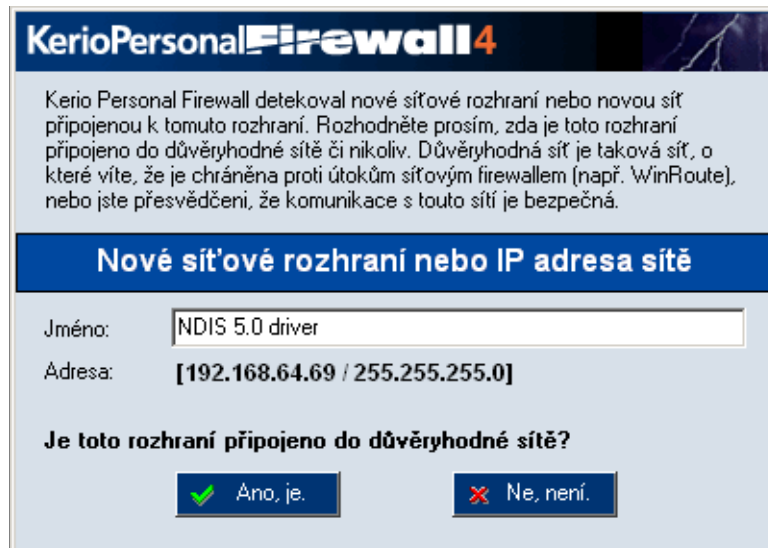 KerioPersonalFirewall4
Kerio Personal Firewall detekoval nové síťové rozhraní nebo novou síť
připojenou k tomuto rozhraní. Rozhodněte prosím, zda je toto rozhraní
připojeno do důvěryhodné sítě či nikoliv. Důvěryhodná síť je taková síť, o
které víte, že je chráněna proti útokům síťovým firewallem (např. WinRoute),
nebo jste přesvědčeni, že komunikace s touto sítí je bezpečná.
Nové síťové rozhraní nebo IP adresa sítě
Jméno: NDIS 5.0 driver
Adresa: [192.168.64.69 / 255.255.255.0]
Je toto rozhraní připojeno do důvěryhodné sítě?
Ano, je. Ne, není.